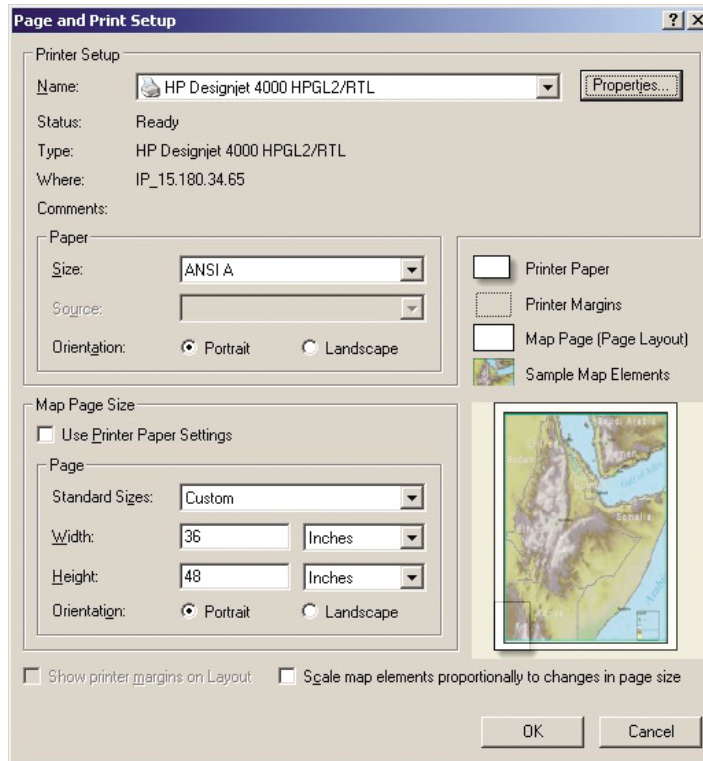 Page and Print Setup
Printer Setup
Name: HP Designjet 4000 HPGL2/RTL Properties...
Status: Ready
Type: HP Designjet 4000 HPGL2/RTL
Where: IP_15.180.34.65
Comments:
Paper
Size: ANSI A
Source:
Orientation: Portrait Landscape
Printer Paper
Printer Margins
Map Page (Page Layout)
Sample Map Elements
Map Page Size
Use Printer Paper Settings
Page
Standard Sizes: Custom
Width: 36 Inches
Height: 48 Inches
Orientation: Portrait Landscape
Saudi Arabia
Yemen
Somalia
Show printer margins on Layout Scale map elements proportionally to changes in page size
OK Cancel